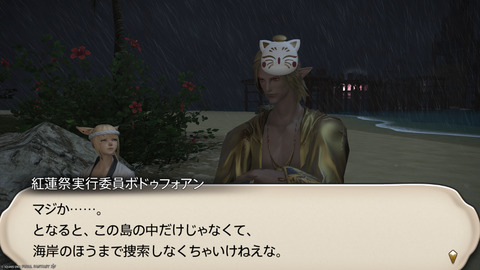 紅蓮祭実行委員ボドゥフォアン
マジか……。
となると、この島の中だけじゃなくて、
海岸のほうまで捜索しなくちゃいけねえな。